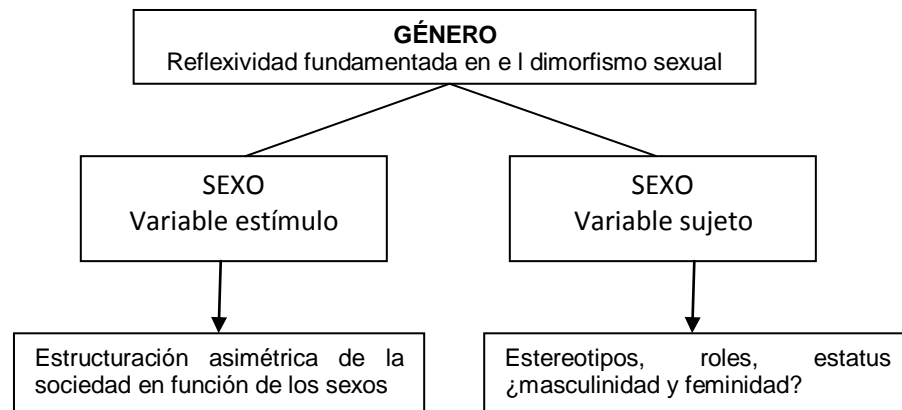 GÉNERO
Reflexividad fundamentada en e l dimorfismo sexual
SEXO
Variable estímulo
SEXO
Variable sujeto
Estructuración asimétrica de la
sociedad en función de los sexos
Estereotipos, roles, estatus
¿masculinidad y feminidad?